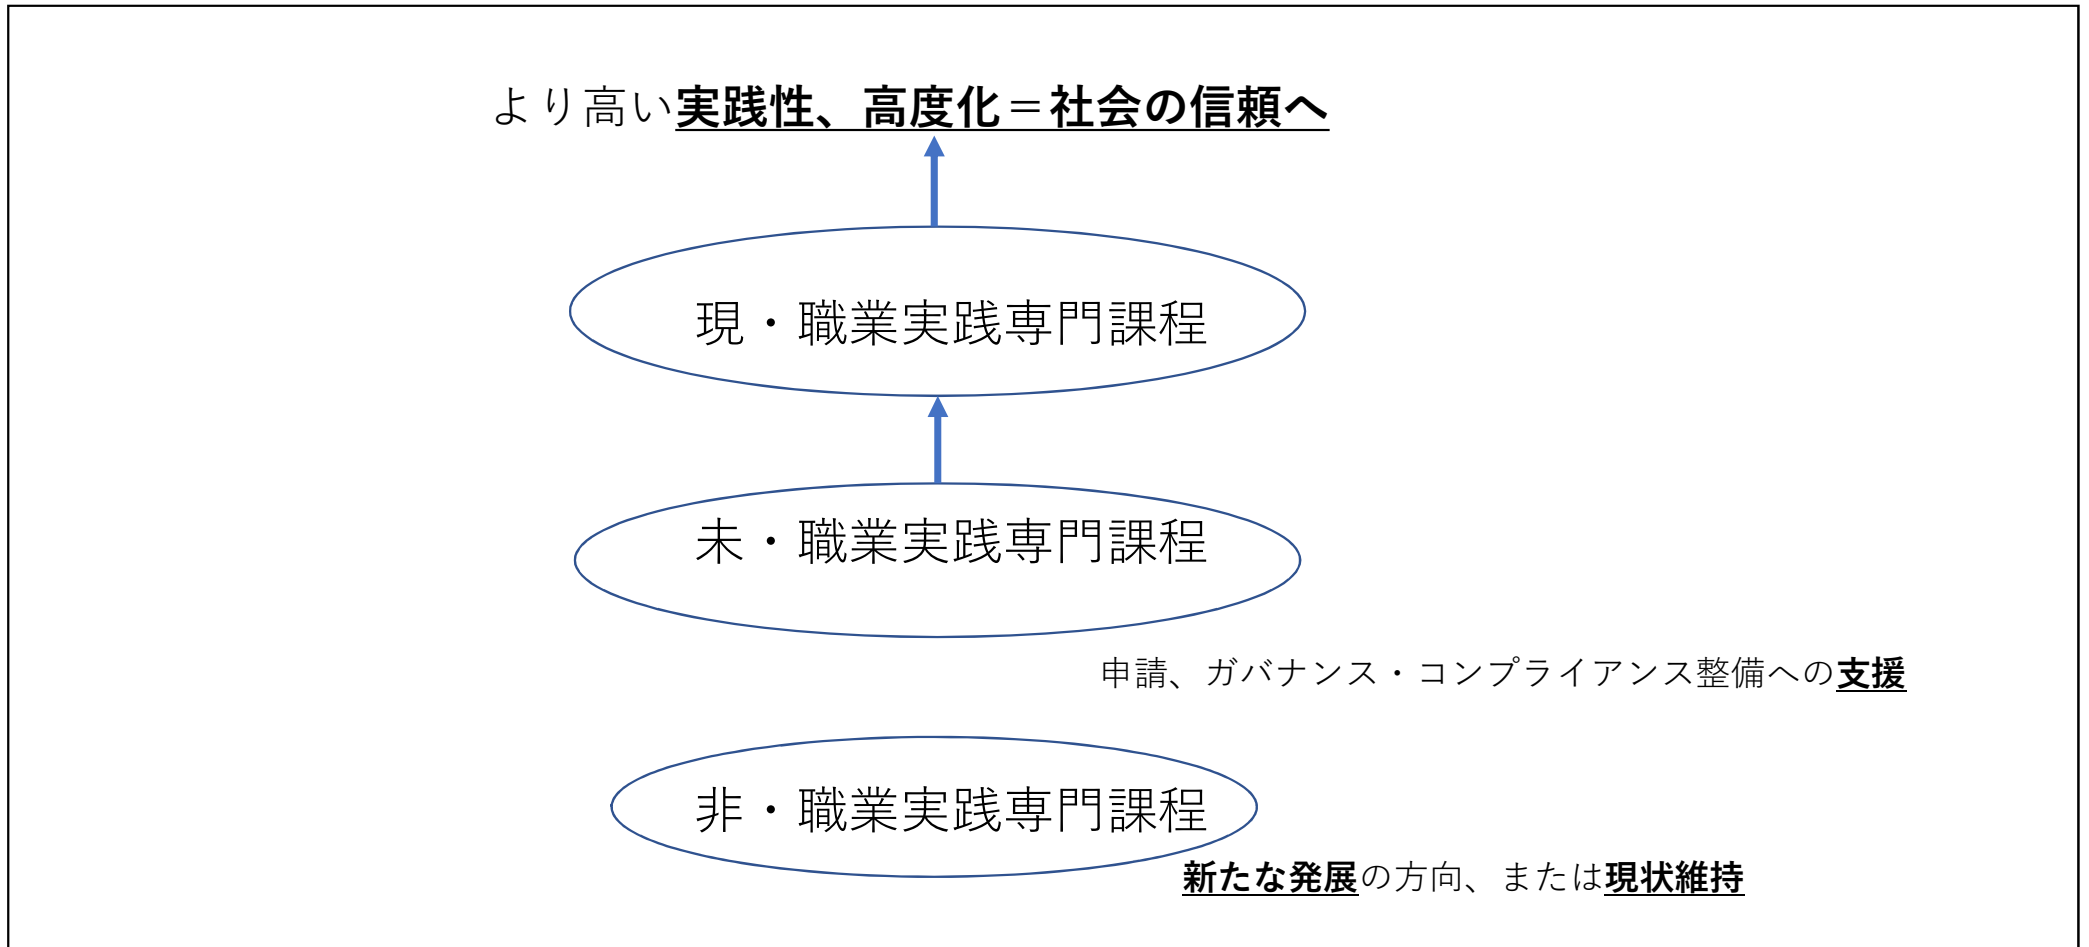 より高い実践性、高度化＝社会の信頼へ
現・職業実践専門課程
未・職業実践専門課程
申請、ガバナンス・コンプライアンス整備への支援
非・職業実践専門課程
新たな発展の方向、または現状維持